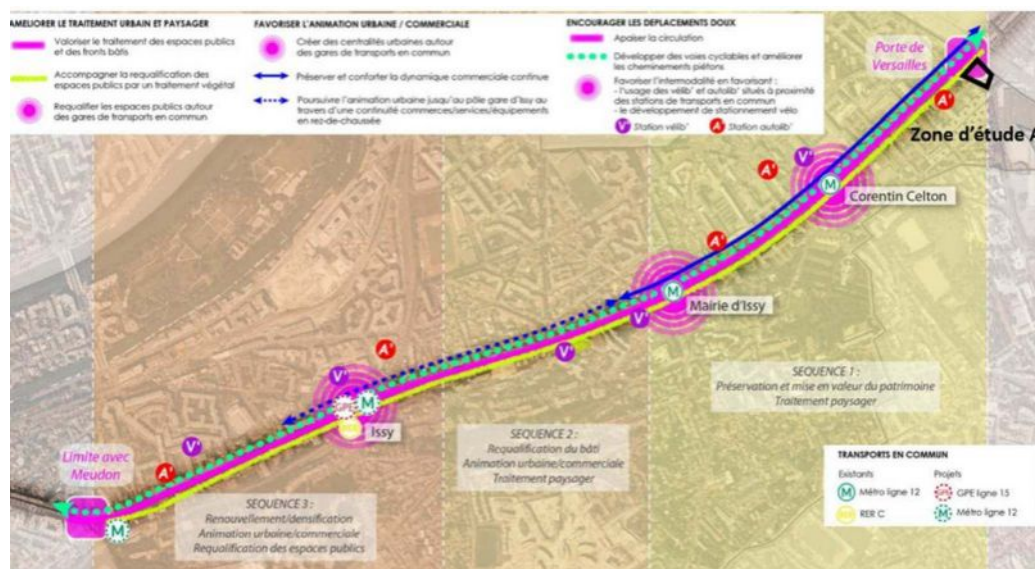 AMELIORER LE TRAITEMENT URBAIN ET PAYSAGER
Valoriser le traitement des espaces publics
et des fronts bâtis
Accompagner la requalification des
espaces publics par un traitement végétal
Requalifier les espaces publics autour
des gares de transports en commun
FAVORISER L'ANIMATION URBAINE / COMMERCIALE
Créer des centralités urbaines autour
des gares de transports en commun
Préserver et conforter la dynamique commerciale continue
Poursuivre l'animation urbaine jusqu'au pôle gare d'Issy au
travers d'une continuité commerces/services/équipements
en rez-de-chaussée
ENCOURAGER LES DEPLACEMENTS DOUX
Apaiser la circulation
Développer des voies cyclables et améliorer
les cheminements piétons
Favoriser l'intermodalité en favorisant :
- l'usage des vélib' et autolib' situés à proximité
des stations de transports en commun
- le développement de stationnement vélo
V' Station vélib'
A' Station autolib'
Porte de
Versailles
A'
Zone d'étude A
V'
A'
M
Corentin Celton
A'
M
Mairie d'Issy
V'
V'
A'
V'
GPE
M
Issy
V'
A'
Limite avec
Meudon
M
SEQUENCE 1 :
Préservation et mise en valeur du patrimoine
Traitement paysager
SEQUENCE 2 :
Requalification du bâti
Animation urbaine/commerciale
Traitement paysager
SEQUENCE 3 :
Renouvellement/densification
Animation urbaine/commerciale
Requalification des espaces publics
TRANSPORTS EN COMMUN
Existants
M Métro ligne 12
RER C
Projets
GPE GPE ligne 15
M Métro ligne 12